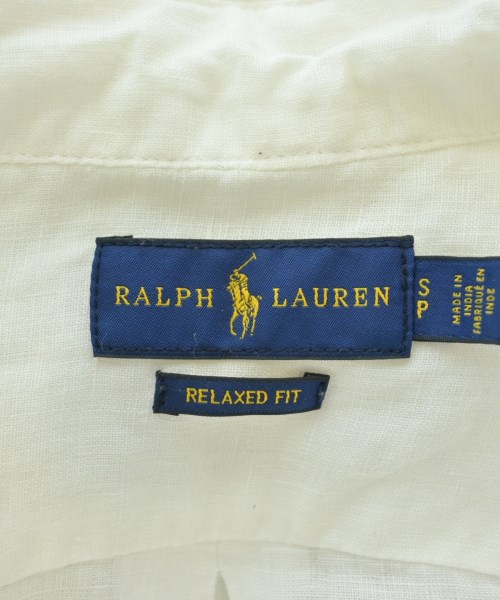 RALPH LAUREN
S
P
MADE IN
INDIA
FABRIQUÉ EN
INDE
RELAXED FIT